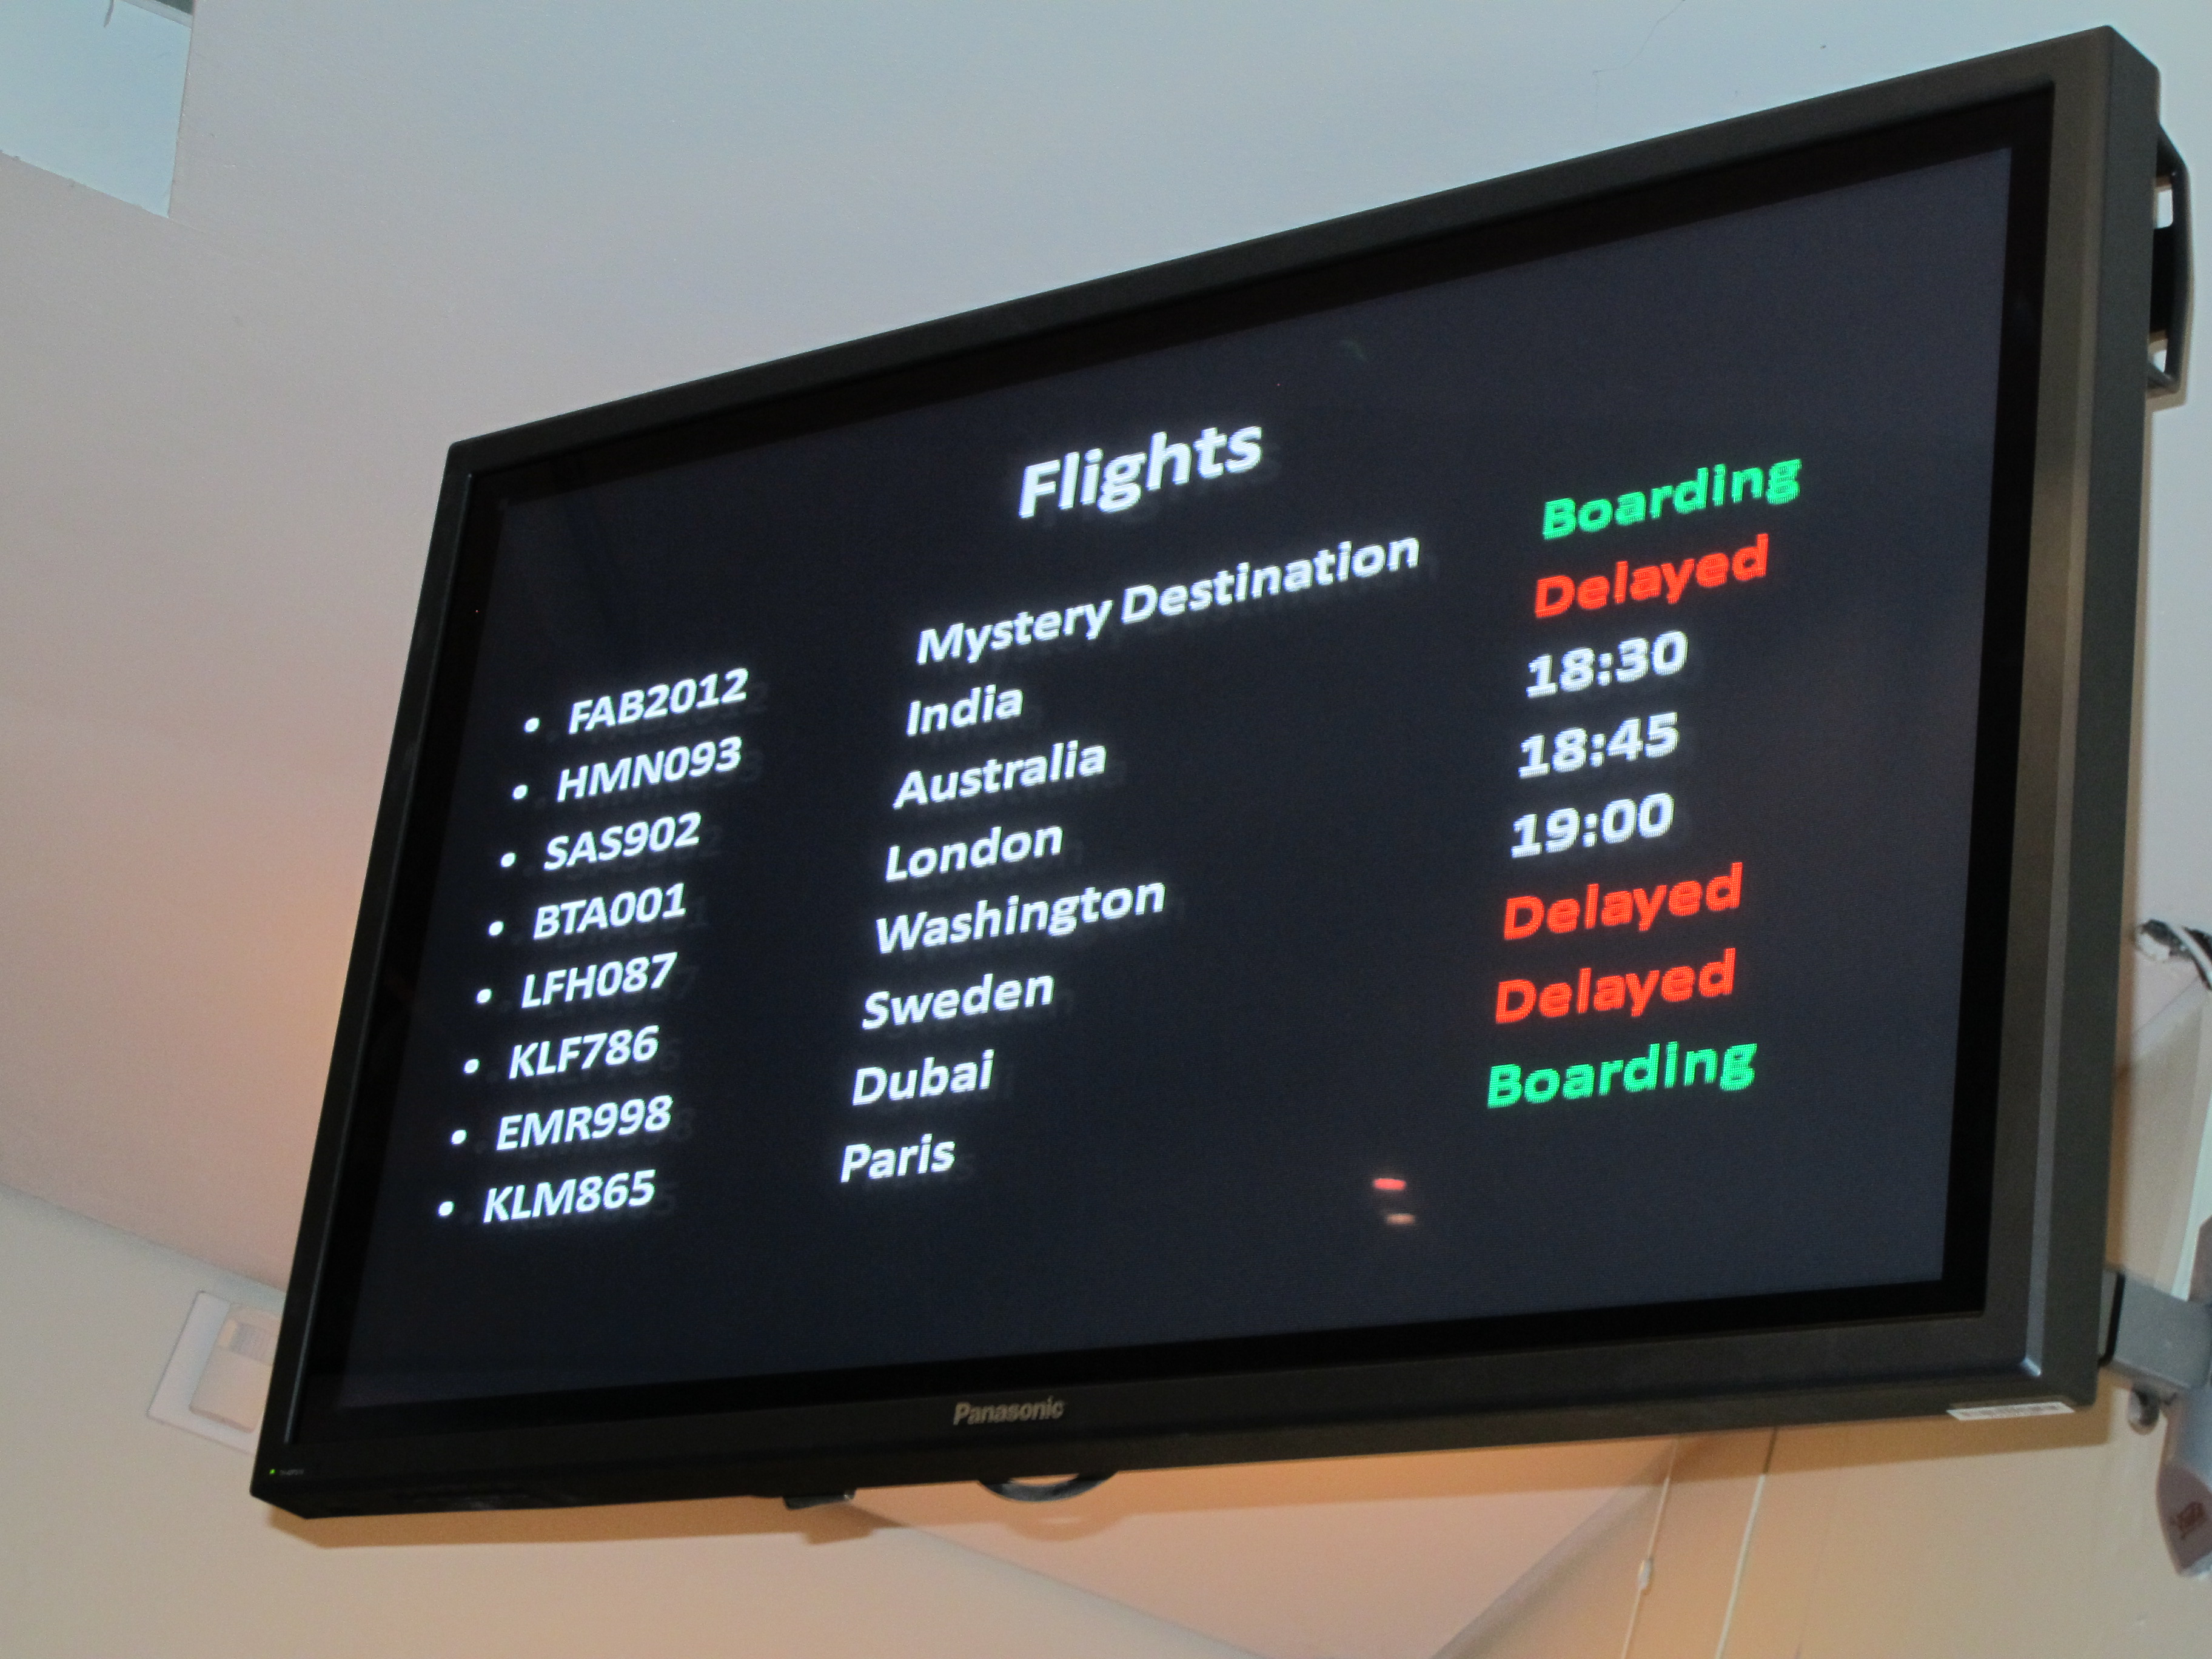 Flights
• FAB2012 Mystery Destination Boarding
• HMN093 India Delayed
• SAS902 Australia 18:30
• BTA001 London 18:45
• LFH087 Washington 19:00
• KLF786 Sweden Delayed
• EMR998 Dubai Delayed
• KLM865 Paris Boarding
Panasonic